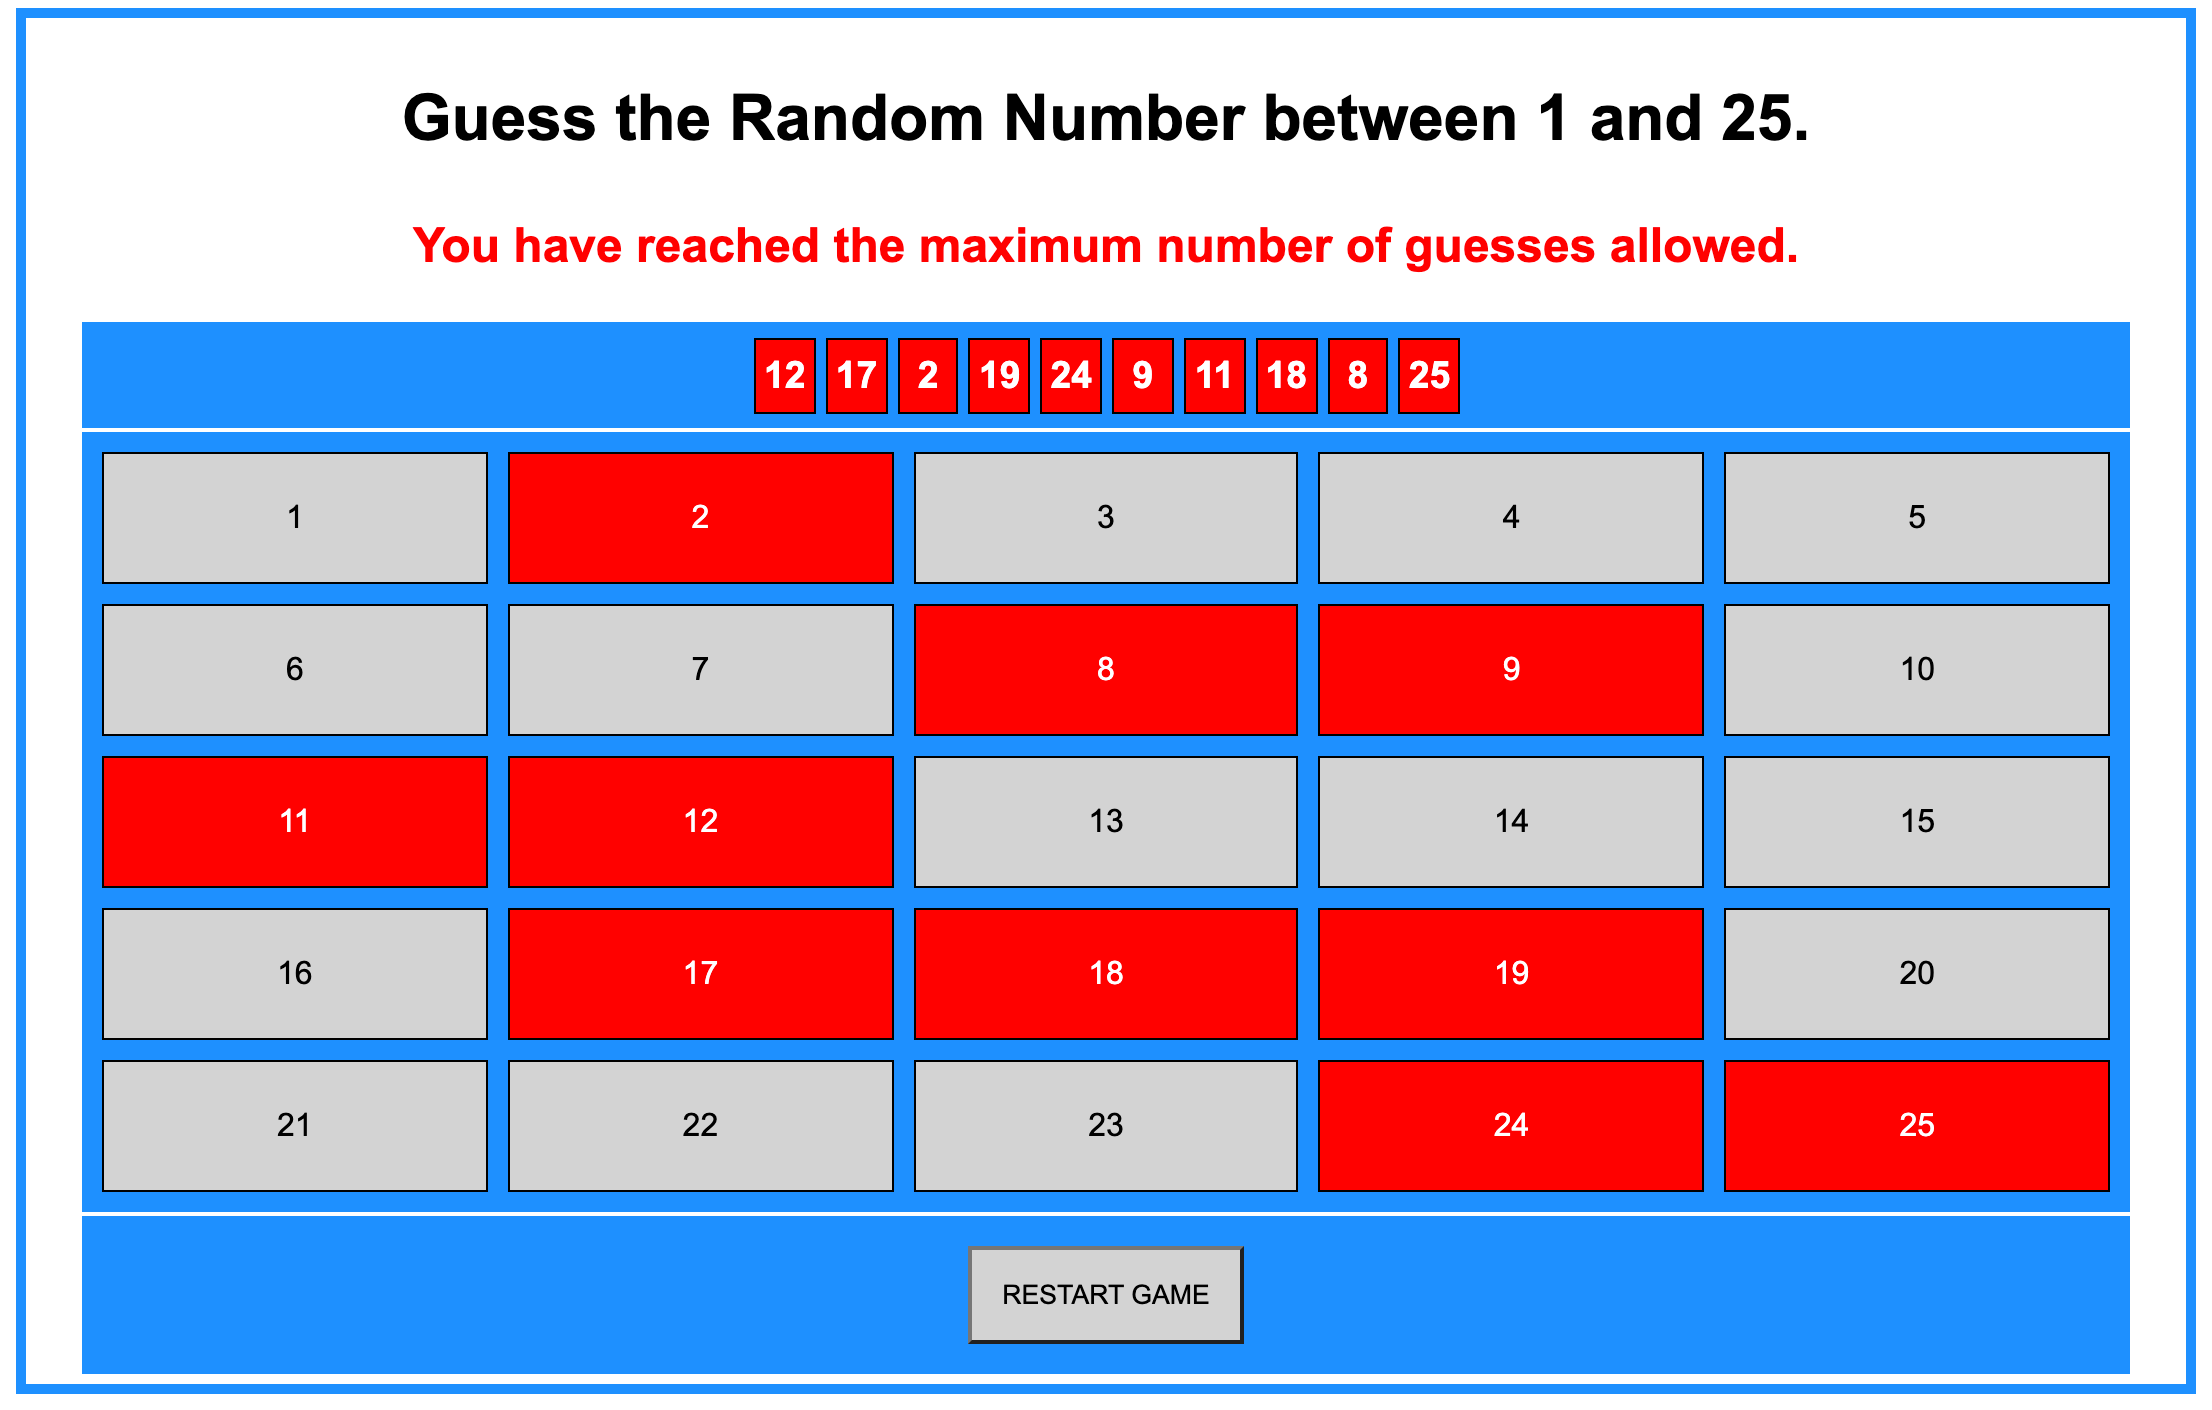 Guess the Random Number between 1 and 25.
You have reached the maximum number of guesses allowed.
12 17 2 19 24 9 11 18 8 25
1 2 3 4 5
6 7 8 9 10
11 12 13 14 15
16 17 18 19 20
21 22 23 24 25
RESTART GAME